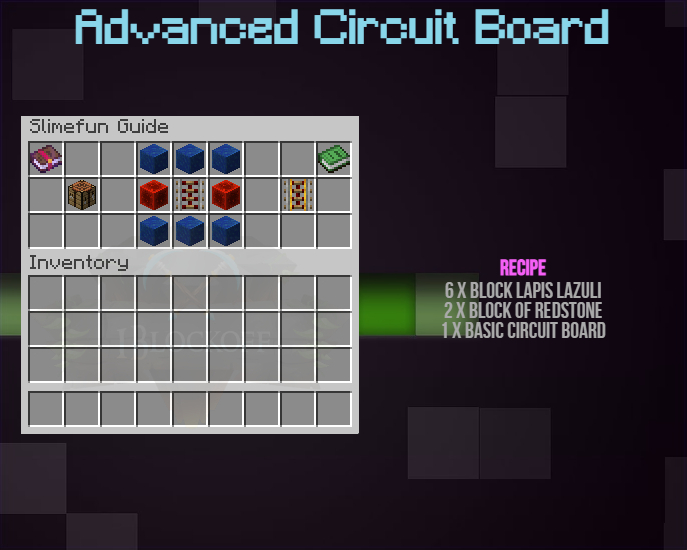 Advanced Circuit Board
Slimefun Guide
Inventory
IBLOCKOFF
RECIPE
6 X BLOCK LAPIS LAZULI
2 X BLOCK OF REDSTONE
1 X BASIC CIRCUIT BOARD